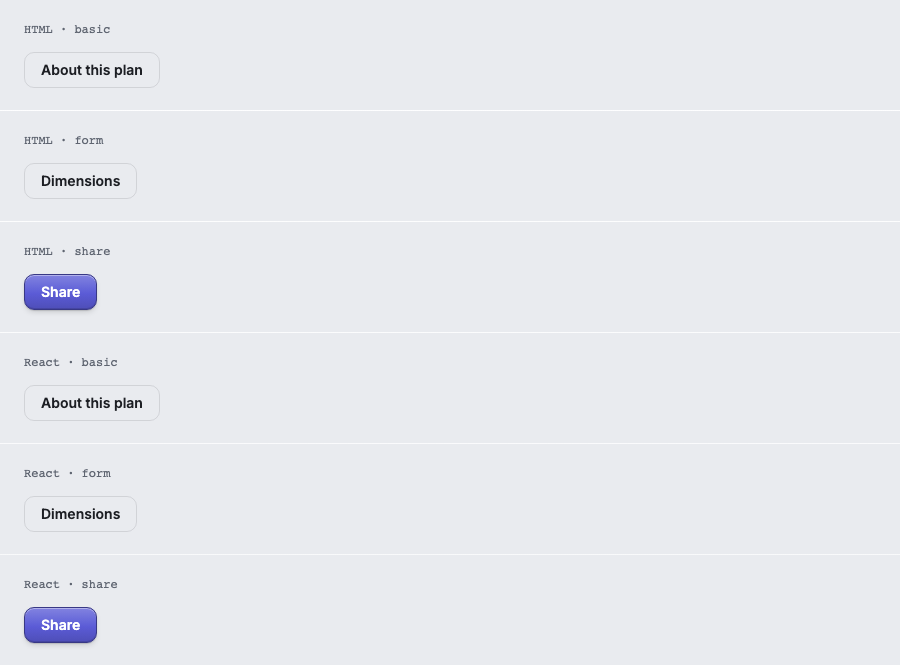 HTML · basic
About this plan
HTML · form
Dimensions
HTML · share
Share
React · basic
About this plan
React · form
Dimensions
React · share
Share